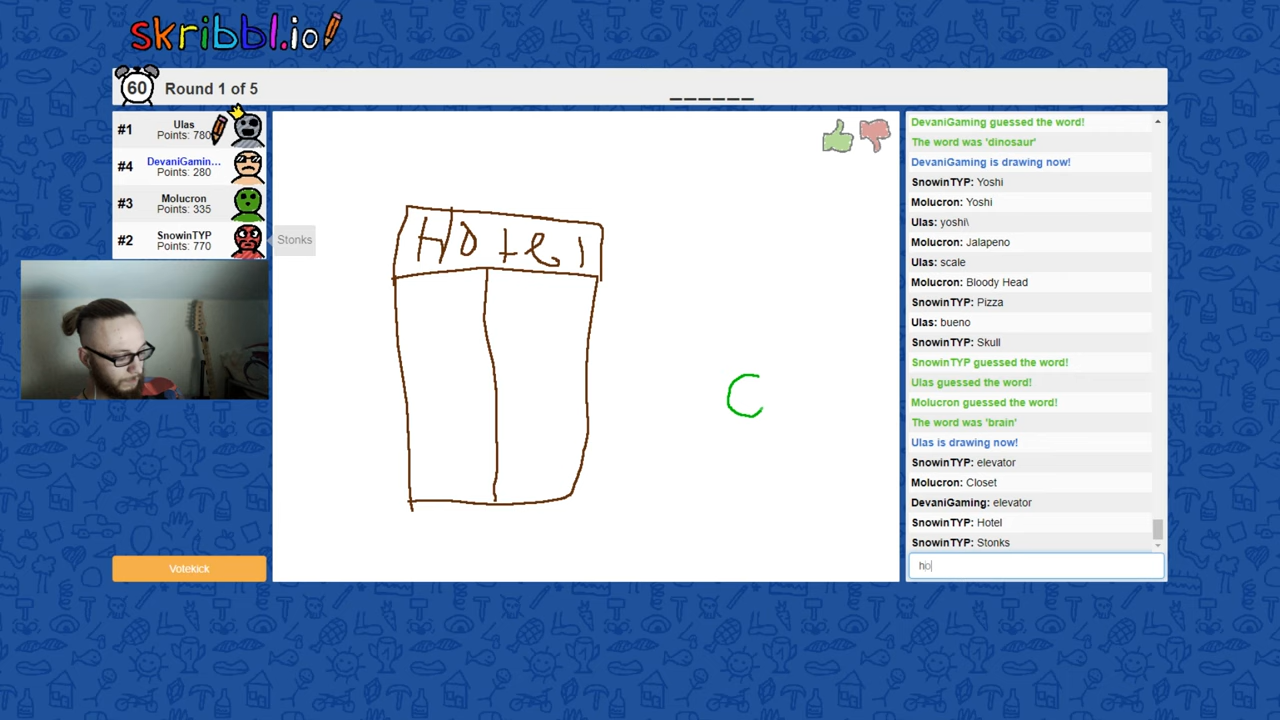 skribbl.io
60 Round 1 of 5 ______
#1 Ulas
Points: 780
#4 DevaniGamin...
Points: 280
#3 Molucron
Points: 335
#2 SnowinTYP
Points: 770
Stonks
Votekick
Hotel
C
DevaniGaming guessed the word!
The word was 'dinosaur'
DevaniGaming is drawing now!
SnowinTYP: Yoshi
Molucron: Yoshi
Ulas: yoshi\
Molucron: Jalapeno
Ulas: scale
Molucron: Bloody Head
SnowinTYP: Pizza
Ulas: bueno
SnowinTYP: Skull
SnowinTYP guessed the word!
Ulas guessed the word!
Molucron guessed the word!
The word was 'brain'
Ulas is drawing now!
SnowinTYP: elevator
Molucron: Closet
DevaniGaming: elevator
SnowinTYP: Hotel
SnowinTYP: Stonks
ho